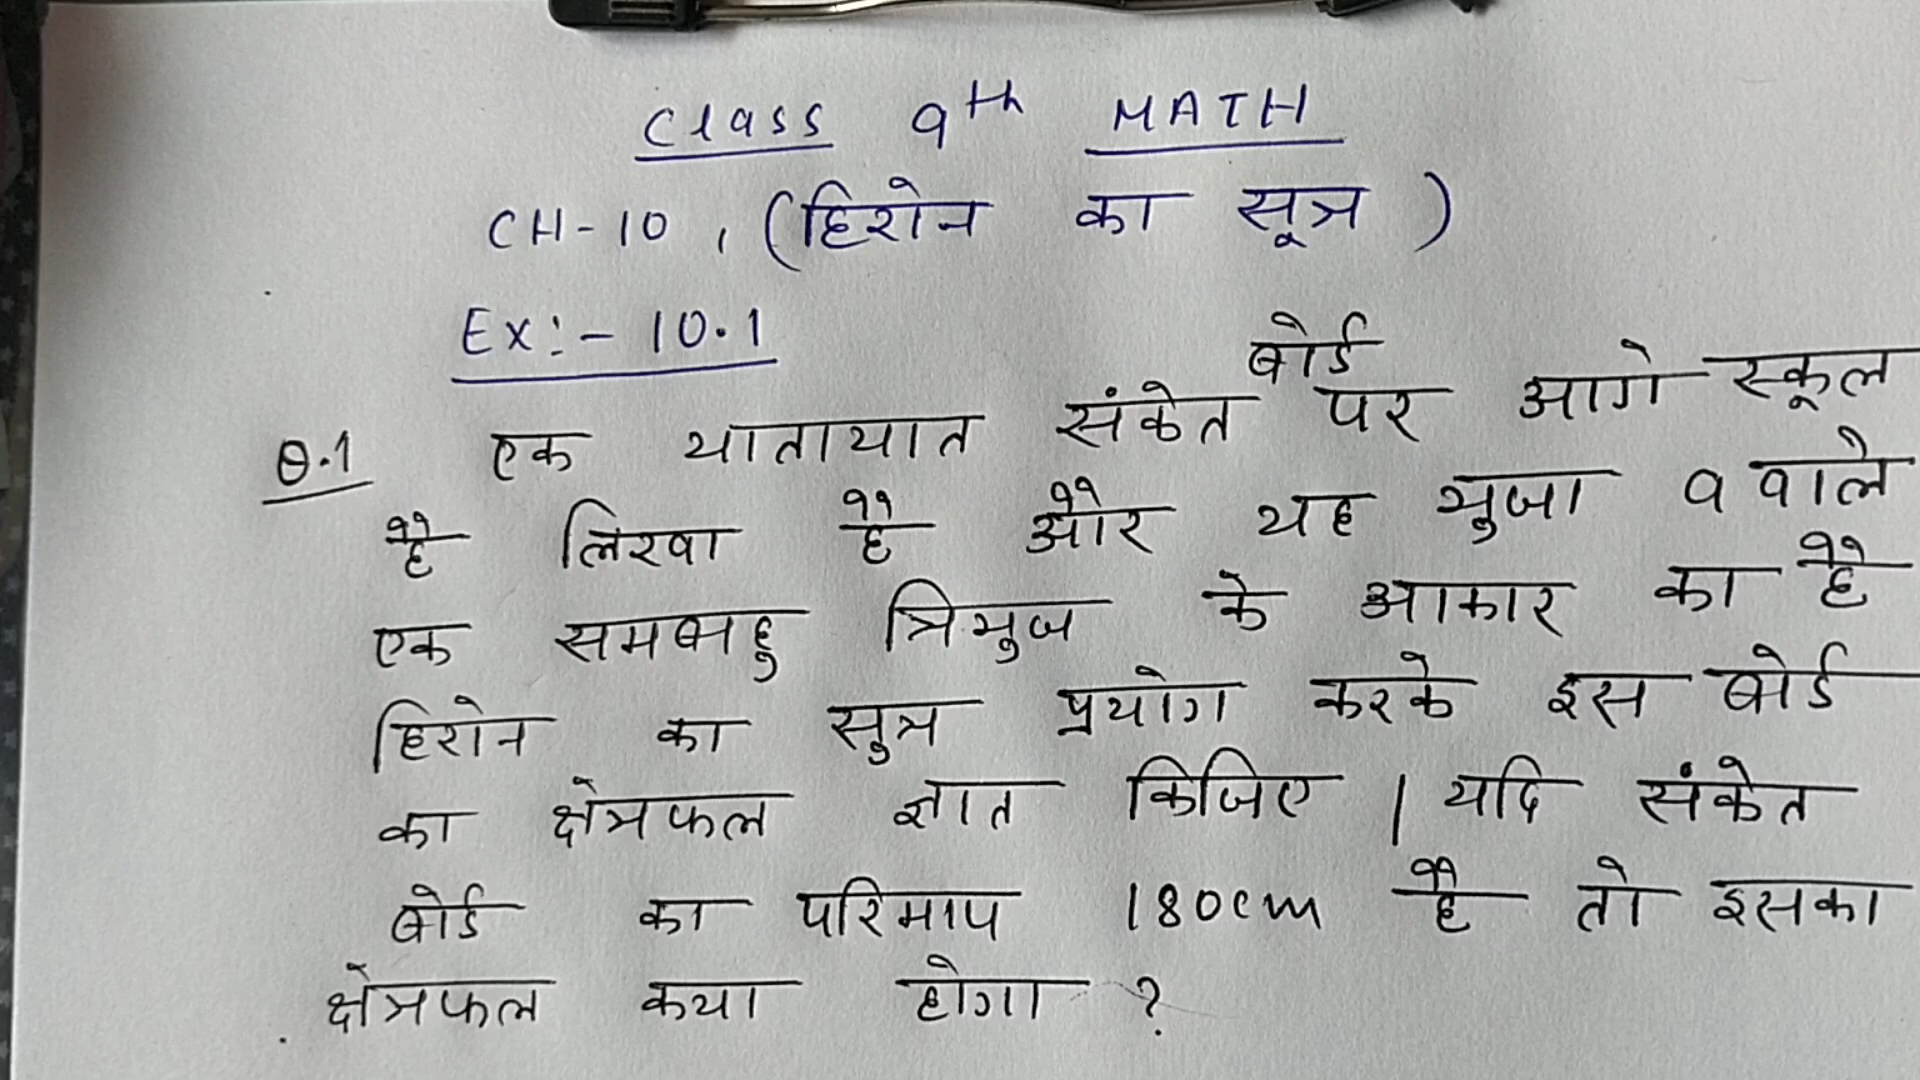 Class 9th MATH
CH-10, (हिरोन का सूत्र)
Ex:- 10.1
बोर्ड
Q.1 एक यातायात संकेत पर आगे स्कूल
है लिखा है और यह भुजा a वाले
एक समबाहु त्रिभुज के आकार का है
हिरोन का सुत्र प्रयोग करके इस बोर्ड
का क्षेत्रफल ज्ञात किजिए | यदि संकेत
बोर्ड का परिमाप 180cm है तो इसका
क्षेत्रफल कया होगा ?